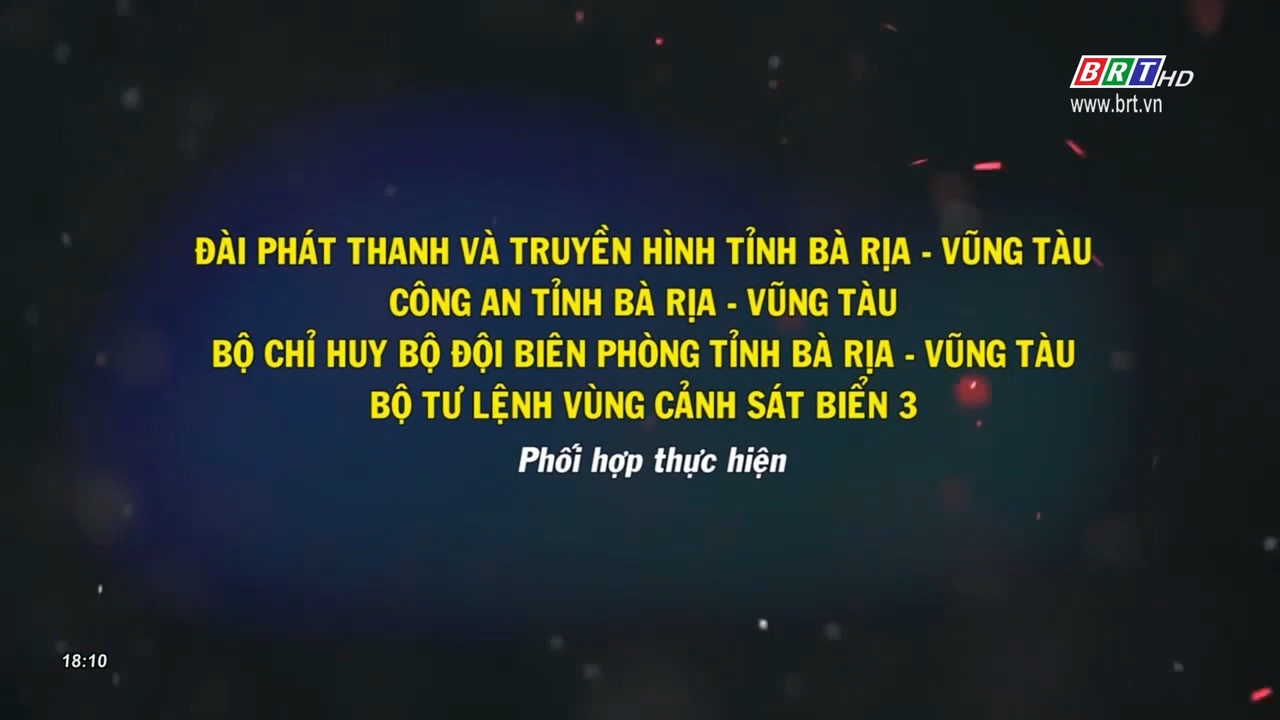 BRT HD
www.brt.vn
ĐÀI PHÁT THANH VÀ TRUYỀN HÌNH TỈNH BÀ RỊA - VŨNG TÀU
CÔNG AN TỈNH BÀ RỊA - VŨNG TÀU
BỘ CHỈ HUY BỘ ĐỘI BIÊN PHÒNG TỈNH BÀ RỊA - VŨNG TÀU
BỘ TƯ LỆNH VÙNG CẢNH SÁT BIỂN 3
Phối hợp thực hiện
18:10